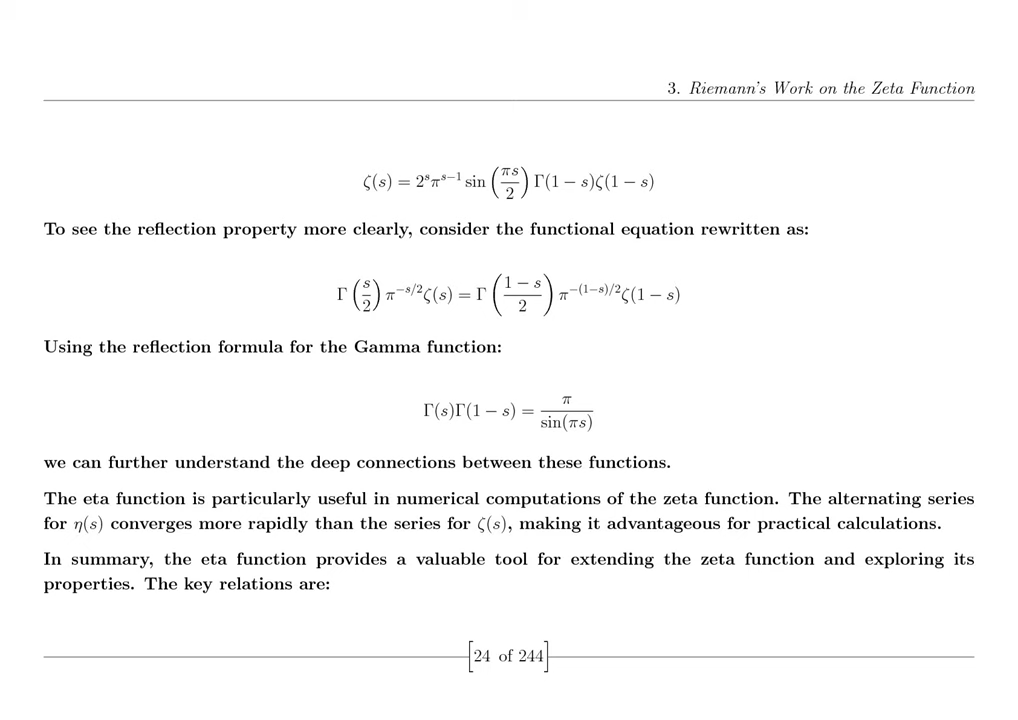 3. Riemann's Work on the Zeta Function
ζ(s) = 2^s π^{s−1} sin (πs/2) Γ(1 − s)ζ(1 − s)
To see the reflection property more clearly, consider the functional equation rewritten as:
Γ (s/2) π^{−s/2} ζ(s) = Γ ((1 − s)/2) π^{−(1−s)/2} ζ(1 − s)
Using the reflection formula for the Gamma function:
Γ(s)Γ(1 − s) = π/sin(πs)
we can further understand the deep connections between these functions.
The eta function is particularly useful in numerical computations of the zeta function. The alternating series
for η(s) converges more rapidly than the series for ζ(s), making it advantageous for practical calculations.
In summary, the eta function provides a valuable tool for extending the zeta function and exploring its
properties. The key relations are:
[24 of 244]